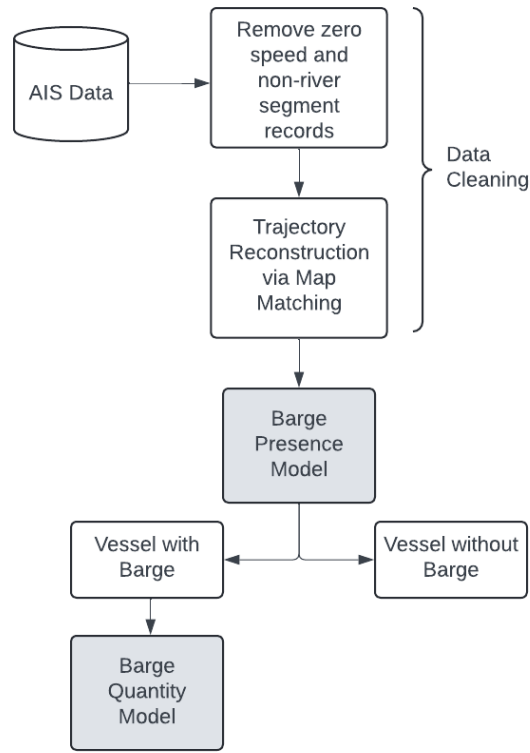 AIS Data
Remove zero
speed and
non-river
segment
records
Data
Cleaning
Trajectory
Reconstruction
via Map
Matching
Barge
Presence
Model
Vessel with
Barge
Vessel without
Barge
Barge
Quantity
Model